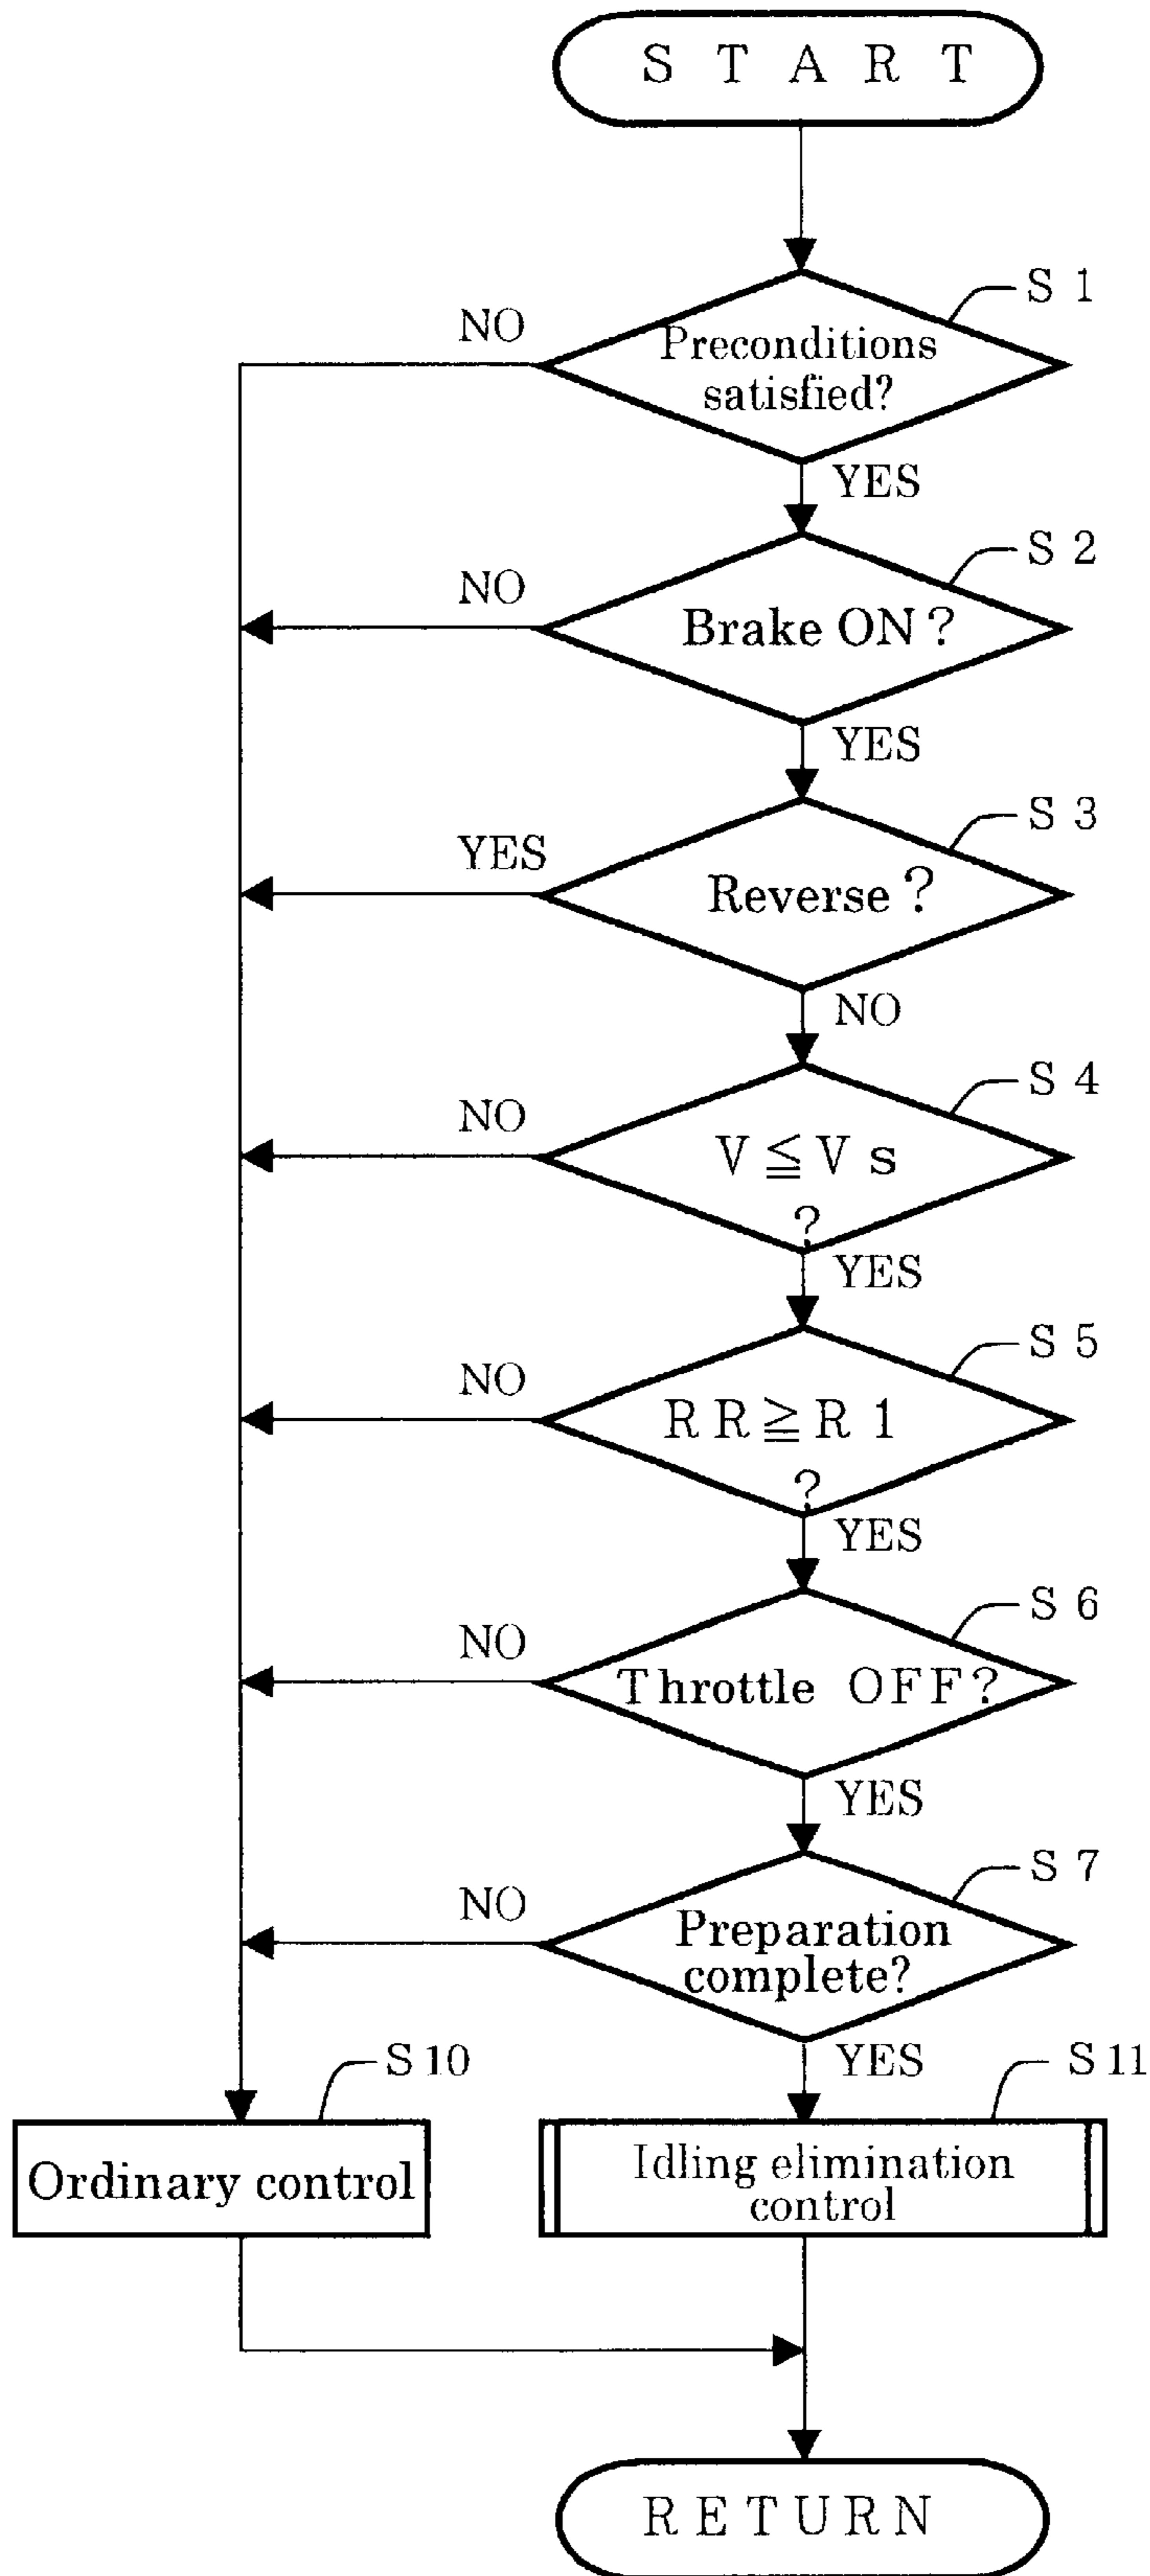 START
S1
NO
Preconditions
satisfied?
YES
S2
NO
Brake ON?
YES
S3
YES
Reverse?
NO
S4
NO
V≦Vs
?
YES
S5
NO
RR≧R1
?
YES
S6
NO
Throttle OFF?
YES
S7
NO
Preparation
complete?
YES
S10
S11
Ordinary control
Idling elimination
control
RETURN